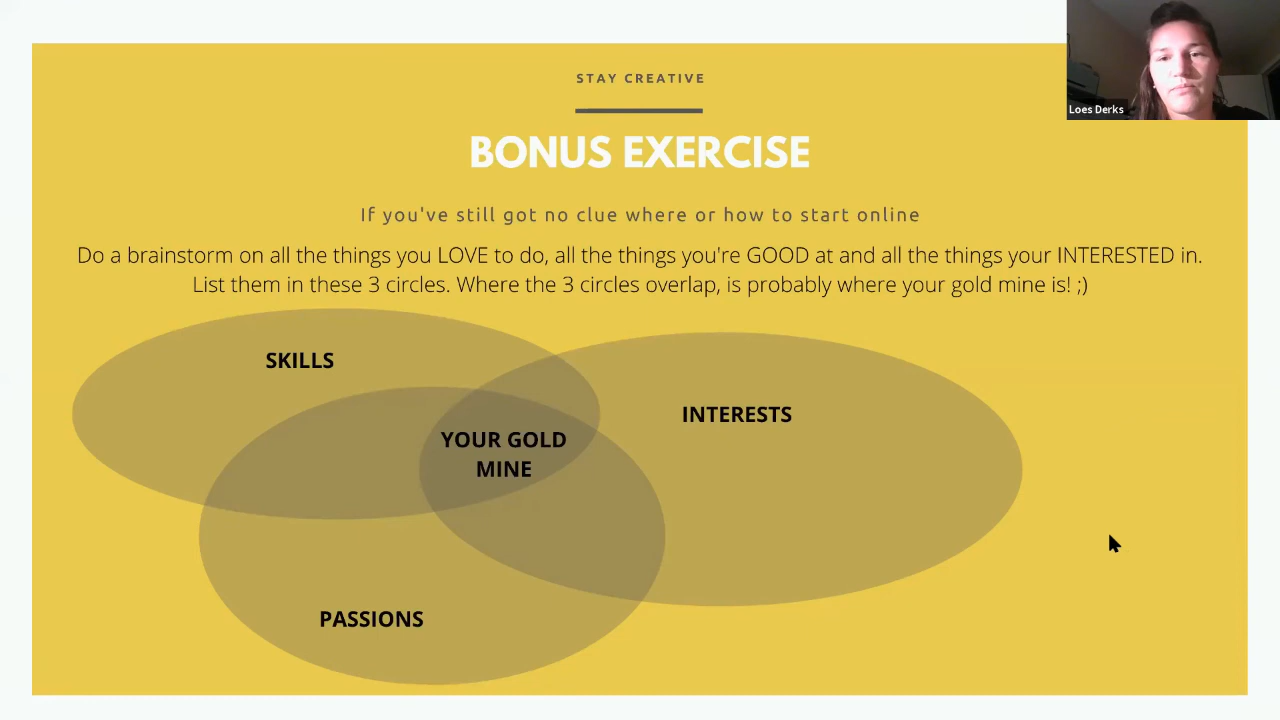 STAY CREATIVE
BONUS EXERCISE
If you've still got no clue where or how to start online
Do a brainstorm on all the things you LOVE to do, all the things you're GOOD at and all the things your INTERESTED in.
List them in these 3 circles. Where the 3 circles overlap, is probably where your gold mine is! ;)
SKILLS
INTERESTS
YOUR GOLD
MINE
PASSIONS
Loes Derks